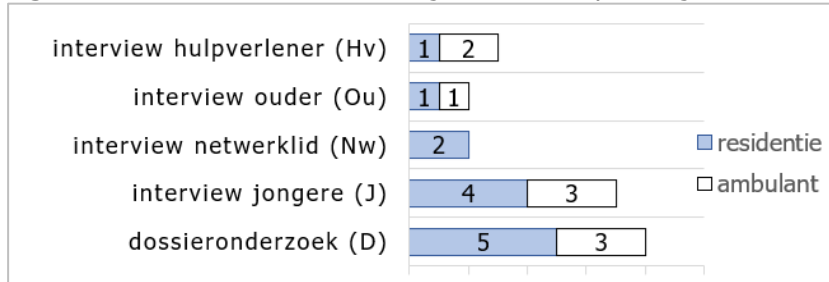 interview hulpverlener (Hv) 1 2
interview ouder (Ou) 1 1
interview netwerklid (Nw) 2
interview jongere (J) 4 3
dossieronderzoek (D) 5 3
residentie
ambulant